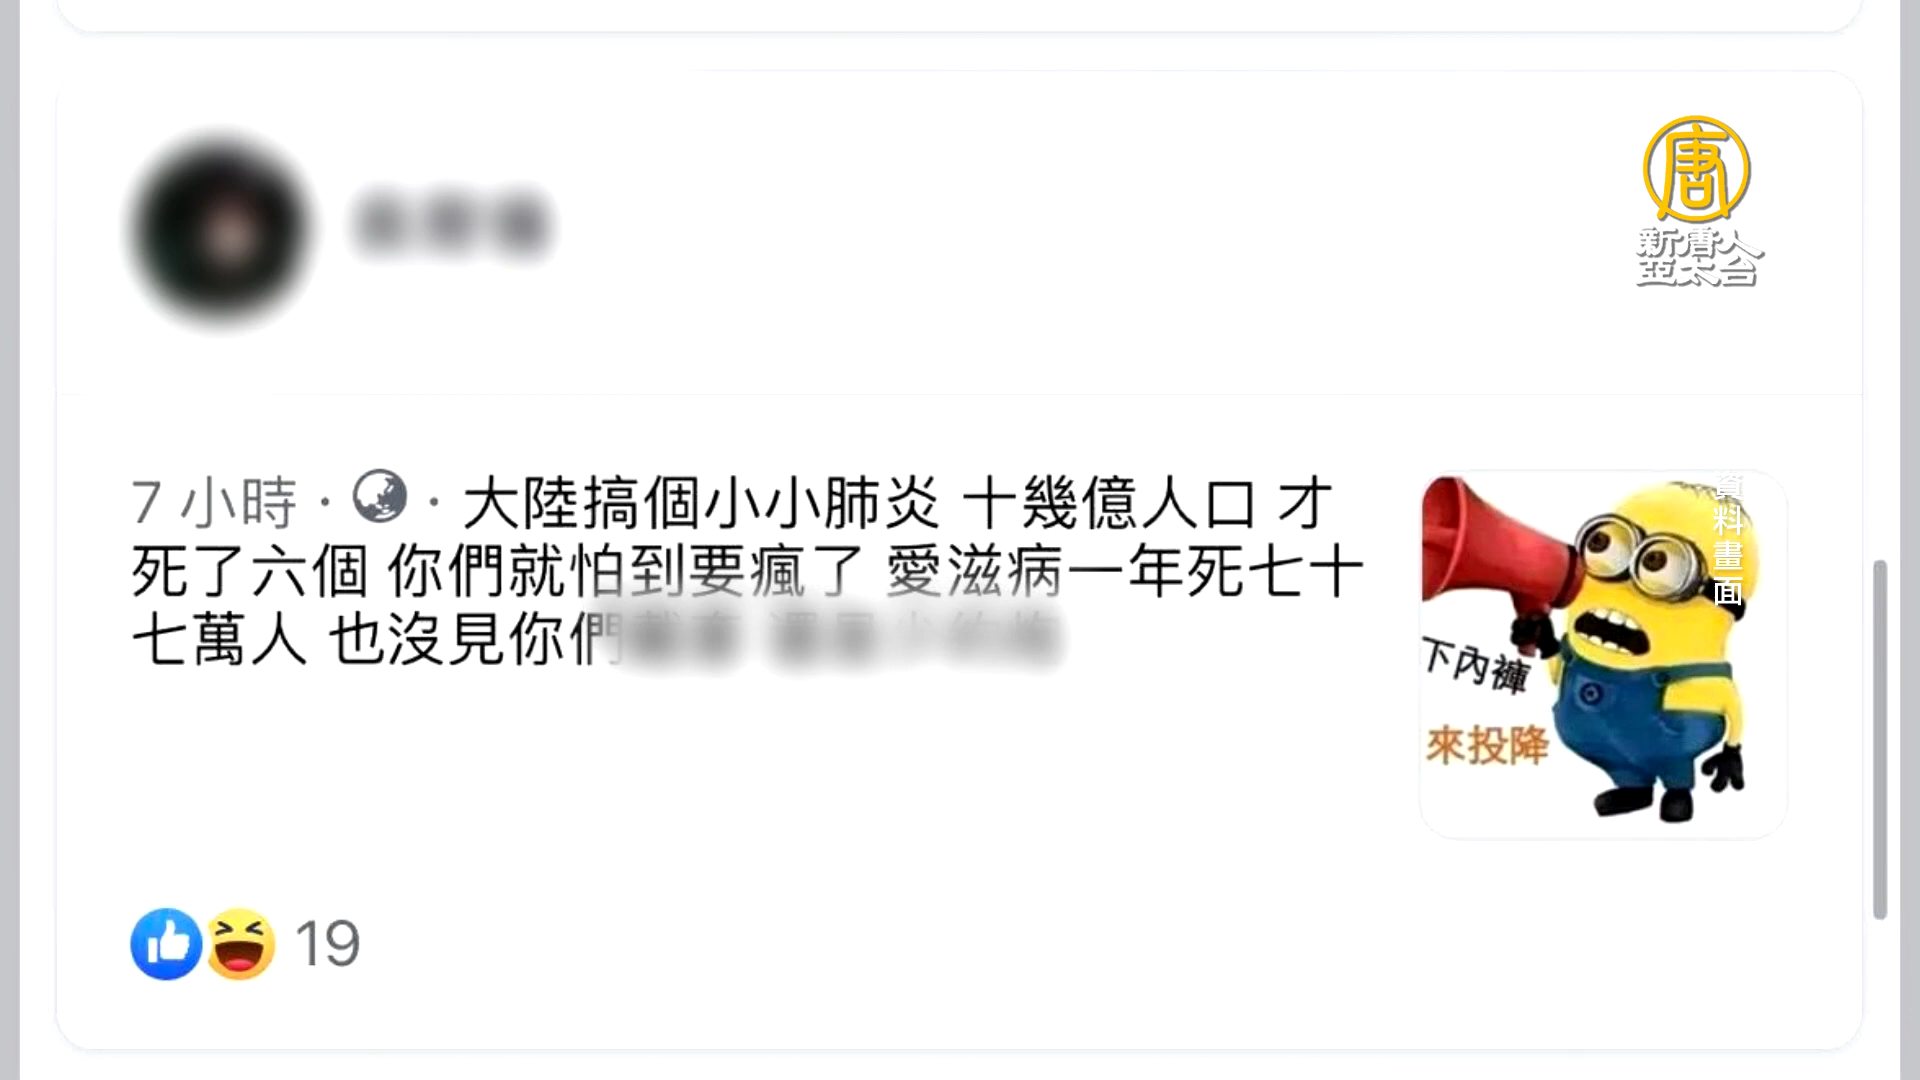 唐
新唐人
亞太台
7 小時 · · 大陸搞個小小肺炎 十幾億人口 才
死了六個 你們就怕到要瘋了 愛滋病一年死七十
七萬人 也沒見你們
資料畫面
下內褲
來投降
19